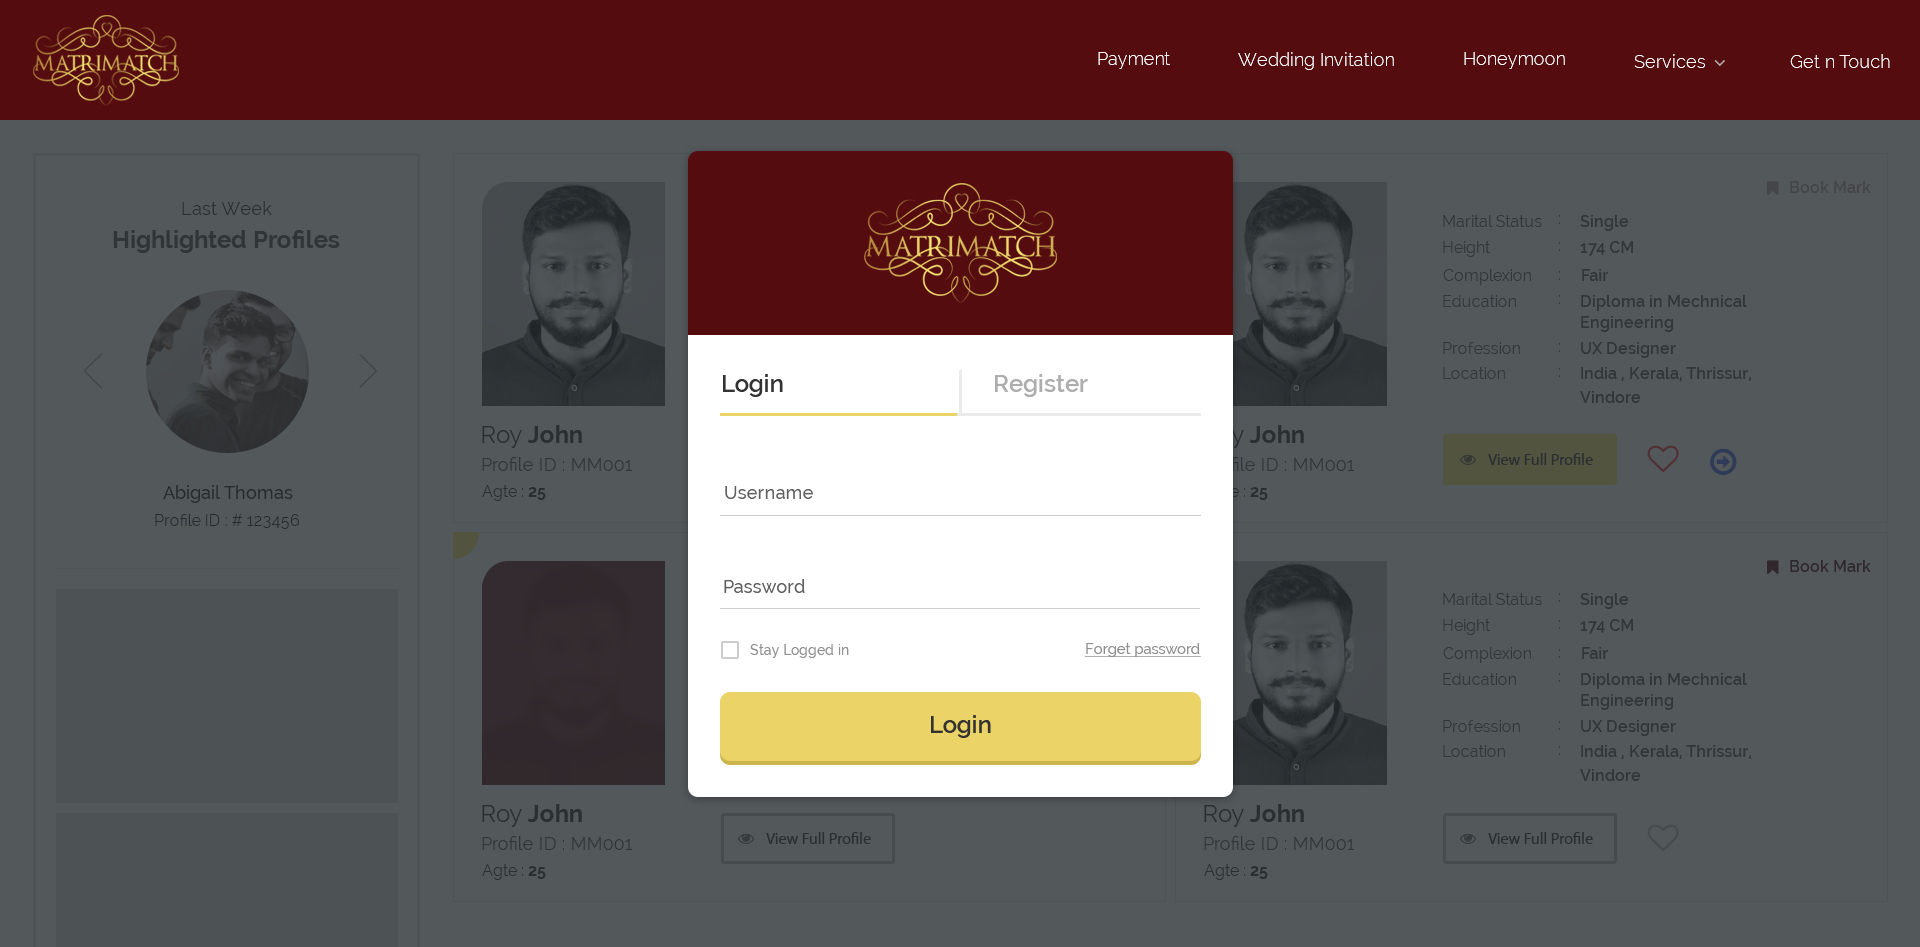 MATRIMATCH
Payment
Wedding Invitation
Honeymoon
Services
Get n Touch
Last Week
Highlighted Profiles
Abigail Thomas
Profile ID : # 123456
Roy John
Profile ID : MM001
Agte : 25
MATRIMATCH
Login
Register
Username
Password
Stay Logged in
Forget password
Login
Book Mark
Marital Status : Single
Height : 174 CM
Complexion : Fair
Education : Diploma in Mechnical
Engineering
Profession : UX Designer
Location : India , Kerala, Thrissur,
Vindore
View Full Profile
y John
file ID : MM001
e : 25
Roy John
Profile ID : MM001
Agte : 25
View Full Profile
Book Mark
Marital Status : Single
Height : 174 CM
Complexion : Fair
Education : Diploma in Mechnical
Engineering
Profession : UX Designer
Location : India , Kerala, Thrissur,
Vindore
Roy John
Profile ID : MM001
Agte : 25
View Full Profile